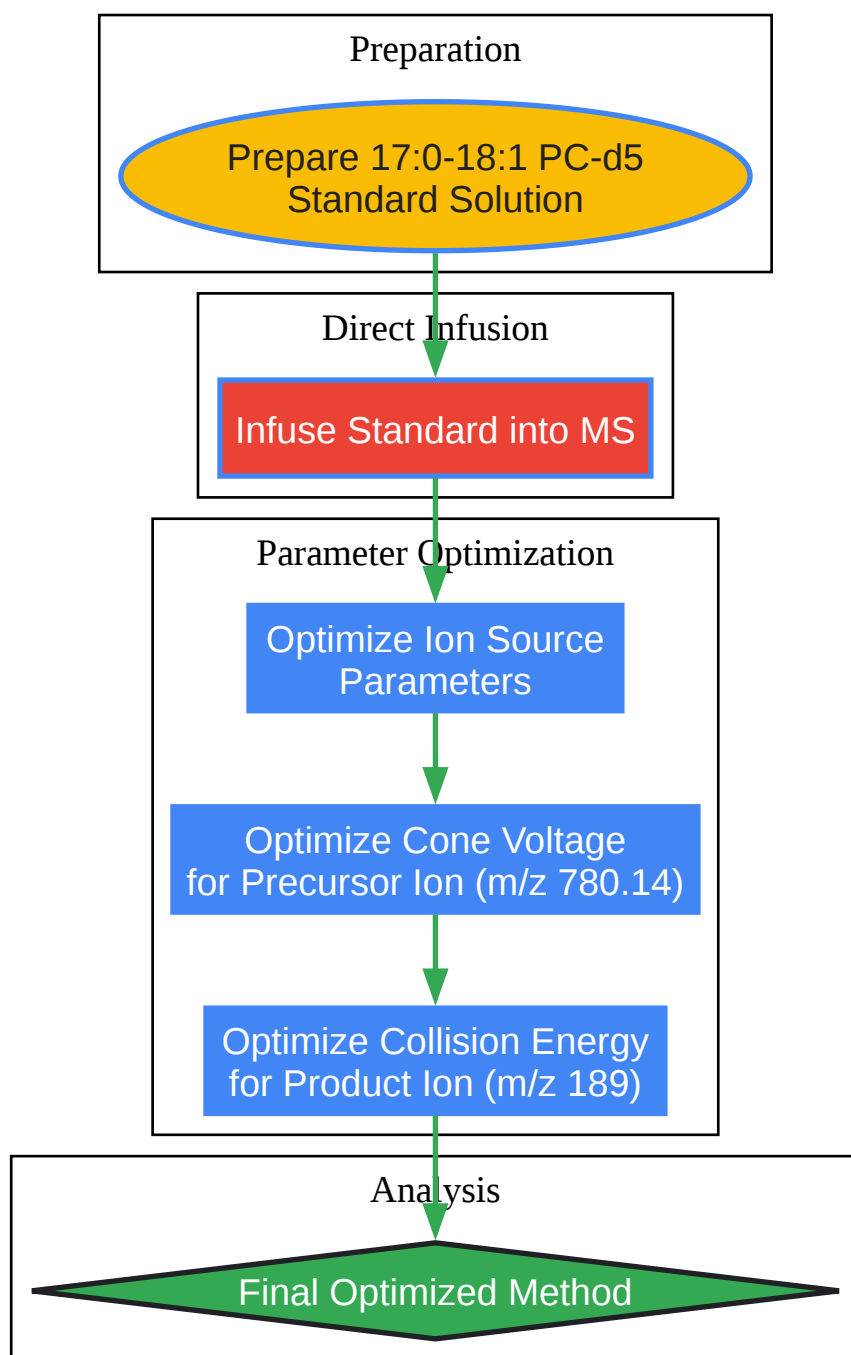 Preparation
Prepare 17:0-18:1 PC-d5
Standard Solution
Direct Infusion
Infuse Standard into MS
Parameter Optimization
Optimize Ion Source
Parameters
Optimize Cone Voltage
for Precursor Ion (m/z 780.14)
Optimize Collision Energy
for Product Ion (m/z 189)
Analysis
Final Optimized Method